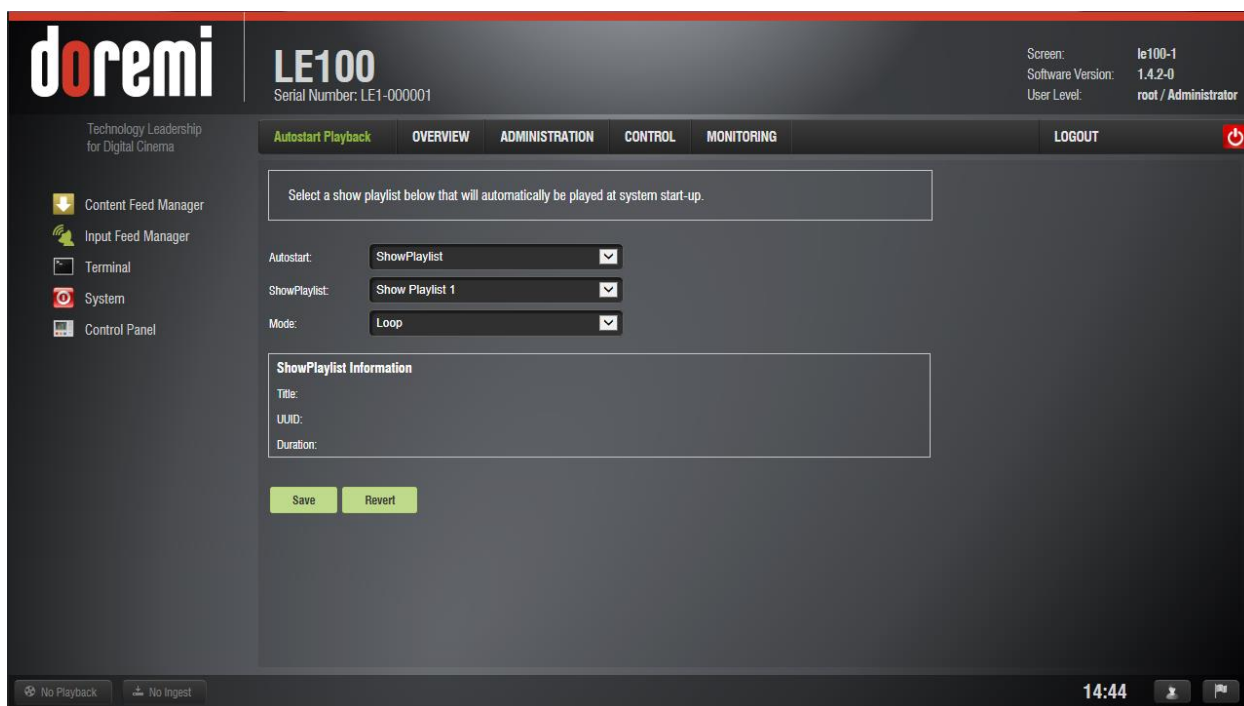 doremi
Technology Leadership
for Digital Cinema
LE100
Serial Number: LE1-000001
Screen: le100-1
Software Version: 1.4.2-0
User Level: root / Administrator
Autostart Playback OVERVIEW ADMINISTRATION CONTROL MONITORING LOGOUT
Content Feed Manager
Input Feed Manager
Terminal
System
Control Panel
Select a show playlist below that will automatically be played at system start-up.
Autostart: ShowPlaylist
ShowPlaylist: Show Playlist 1
Mode: Loop
ShowPlaylist Information
Title:
UUID:
Duration:
Save Revert
No Playback No Ingest 14:44